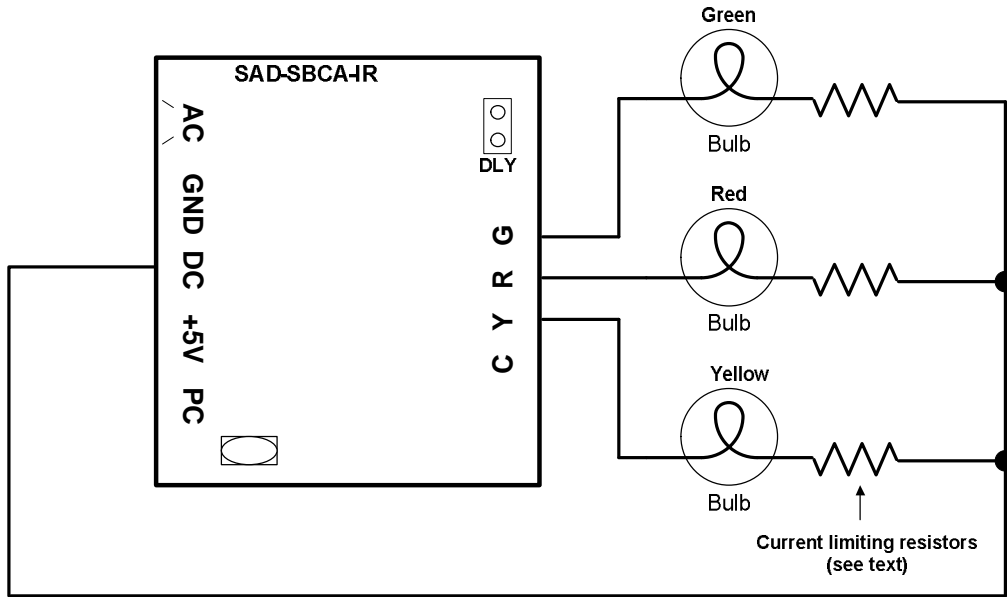 Green
SAD-SBCA-IR
AC
GND
DC
+5V
PC
DLY
G
R
Y
C
Bulb
Red
Bulb
Yellow
Bulb
Current limiting resistors
(see text)